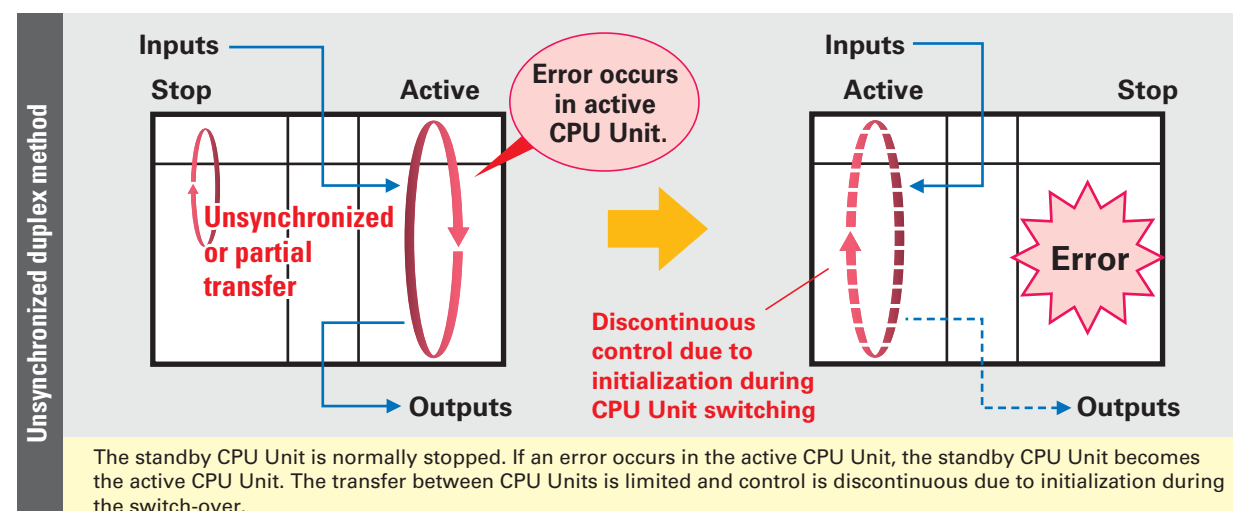 Unsynchronized duplex method
Inputs
Stop
Active
Error occurs
in active
CPU Unit.
Unsynchronized
or partial
transfer
Outputs
Inputs
Active
Stop
Error
Discontinuous
control due to
initialization during
CPU Unit switching
Outputs
The standby CPU Unit is normally stopped. If an error occurs in the active CPU Unit, the standby CPU Unit becomes
the active CPU Unit. The transfer between CPU Units is limited and control is discontinuous due to initialization during
the switch-over.